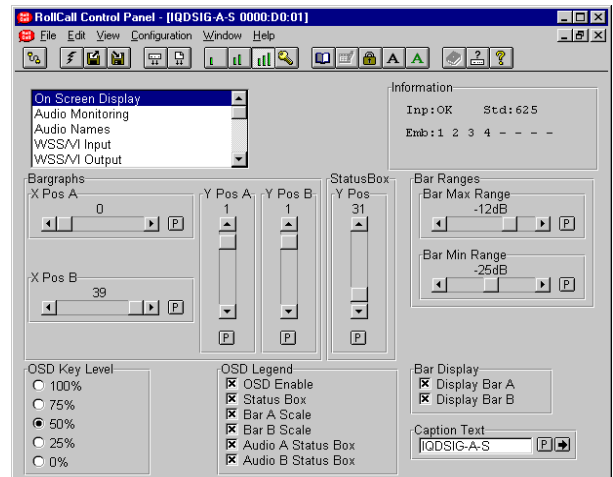 RollCall Control Panel - [IQDSIG-A-S 0000:D0:01]
File Edit View Configuration Window Help
On Screen Display
Audio Monitoring
Audio Names
WSS/VI Input
WSS/VI Output
Information
Inp:OK Std:625
Emb:1 2 3 4 - - - -
Bargraphs
X Pos A
0
P
X Pos B
39
P
Y Pos A
1
P
Y Pos B
1
P
StatusBox
Y Pos
31
P
Bar Ranges
Bar Max Range
-12dB
P
Bar Min Range
-25dB
P
OSD Key Level
100%
75%
50%
25%
0%
OSD Legend
OSD Enable
Status Box
Bar A Scale
Bar B Scale
Audio A Status Box
Audio B Status Box
Bar Display
Display Bar A
Display Bar B
Caption Text
IQDSIG-A-S P